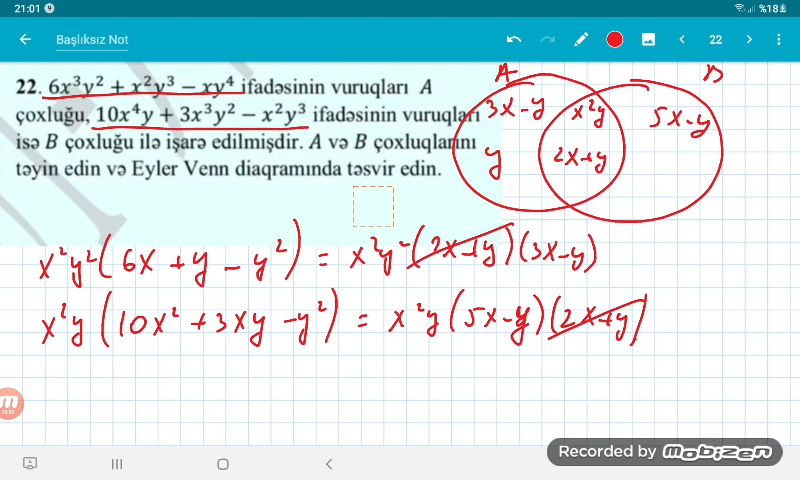 21:01 %18
Başlıksız Not 22
22. 6x³y² + x²y³ − xy⁴ ifadəsinin vuruqları A
çoxluğu, 10x⁴y + 3x³y² − x²y³ ifadəsinin vuruqları
isə B çoxluğu ilə işarə edilmişdir. A və B çoxluqlarını
təyin edin və Eyler Venn diaqramında təsvir edin.
A B
3x-y x²y 5x-y
y 2x+y
x²y²(6x+y-y²) = x²y²(2x+y)(3x-y)
x²y(10x²+3xy-y²) = x²y(5x-y)(2x+y)
Recorded by mobizen